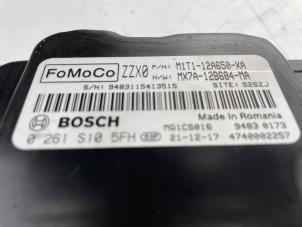 FoMoCo ZZX0 P/N: M1T1-12A650-XA
H/W: MX7A-12B684-MA
S/N: 9483115413515 SITE: S2SZJ
BOSCH Made in Romania
MG1CS016 9483 0173
0 261 S10 5FH 21-12-17 4740002257